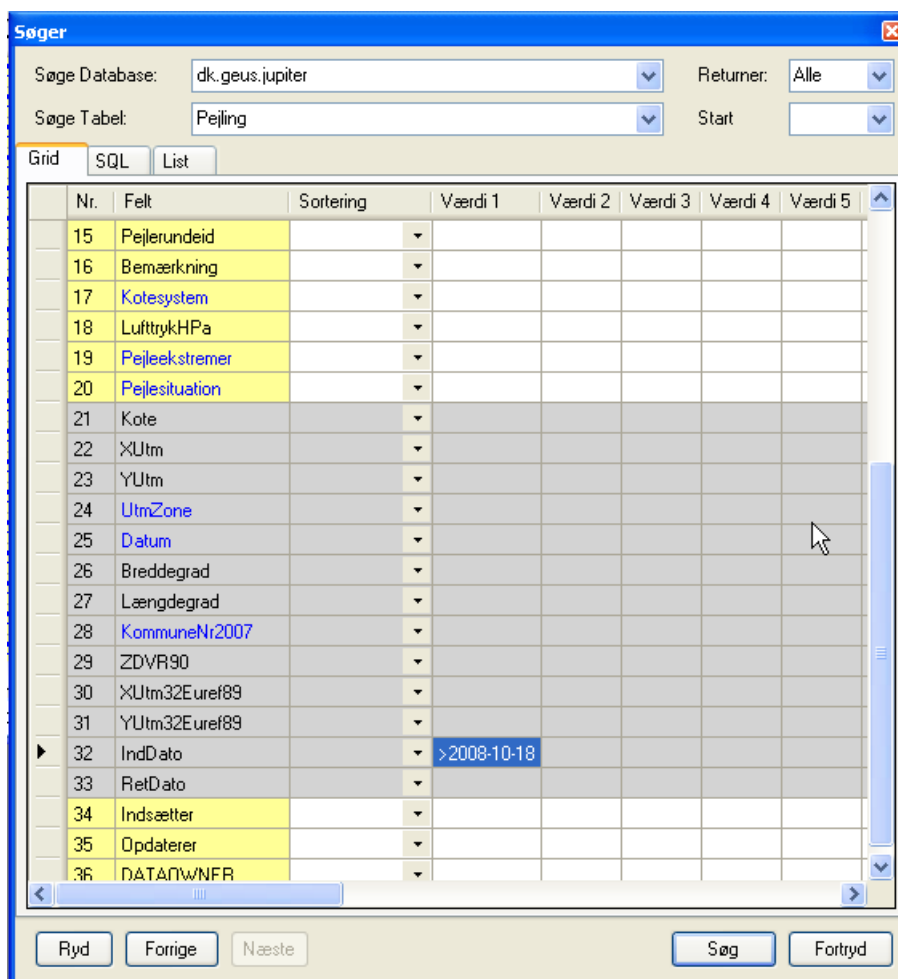 Søger
Søge Database: dk.geus.jupiter Returner: Alle
Søge Tabel: Pejling Start
Grid SQL List
Nr. Felt Sortering Værdi 1 Værdi 2 Værdi 3 Værdi 4 Værdi 5
15 Pejlerundeid
16 Bemærkning
17 Kotesystem
18 LufttrykHPa
19 Pejleekstremer
20 Pejlesituation
21 Kote
22 XUtm
23 YUtm
24 UtmZone
25 Datum
26 Breddegrad
27 Længdegrad
28 KommuneNr2007
29 ZDVR90
30 XUtm32Euref89
31 YUtm32Euref89
32 IndDato >2008-10-18
33 RetDato
34 Indsætter
35 Opdaterer
36 DATAOWNER
Ryd Forrige Næste Søg Fortryd